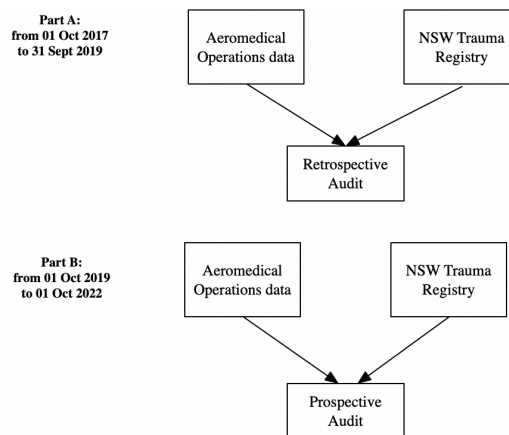 Part A:
from 01 Oct 2017
to 31 Sept 2019
Aeromedical
Operations data
NSW Trauma
Registry
Retrospective
Audit
Part B:
from 01 Oct 2019
to 01 Oct 2022
Aeromedical
Operations data
NSW Trauma
Registry
Prospective
Audit